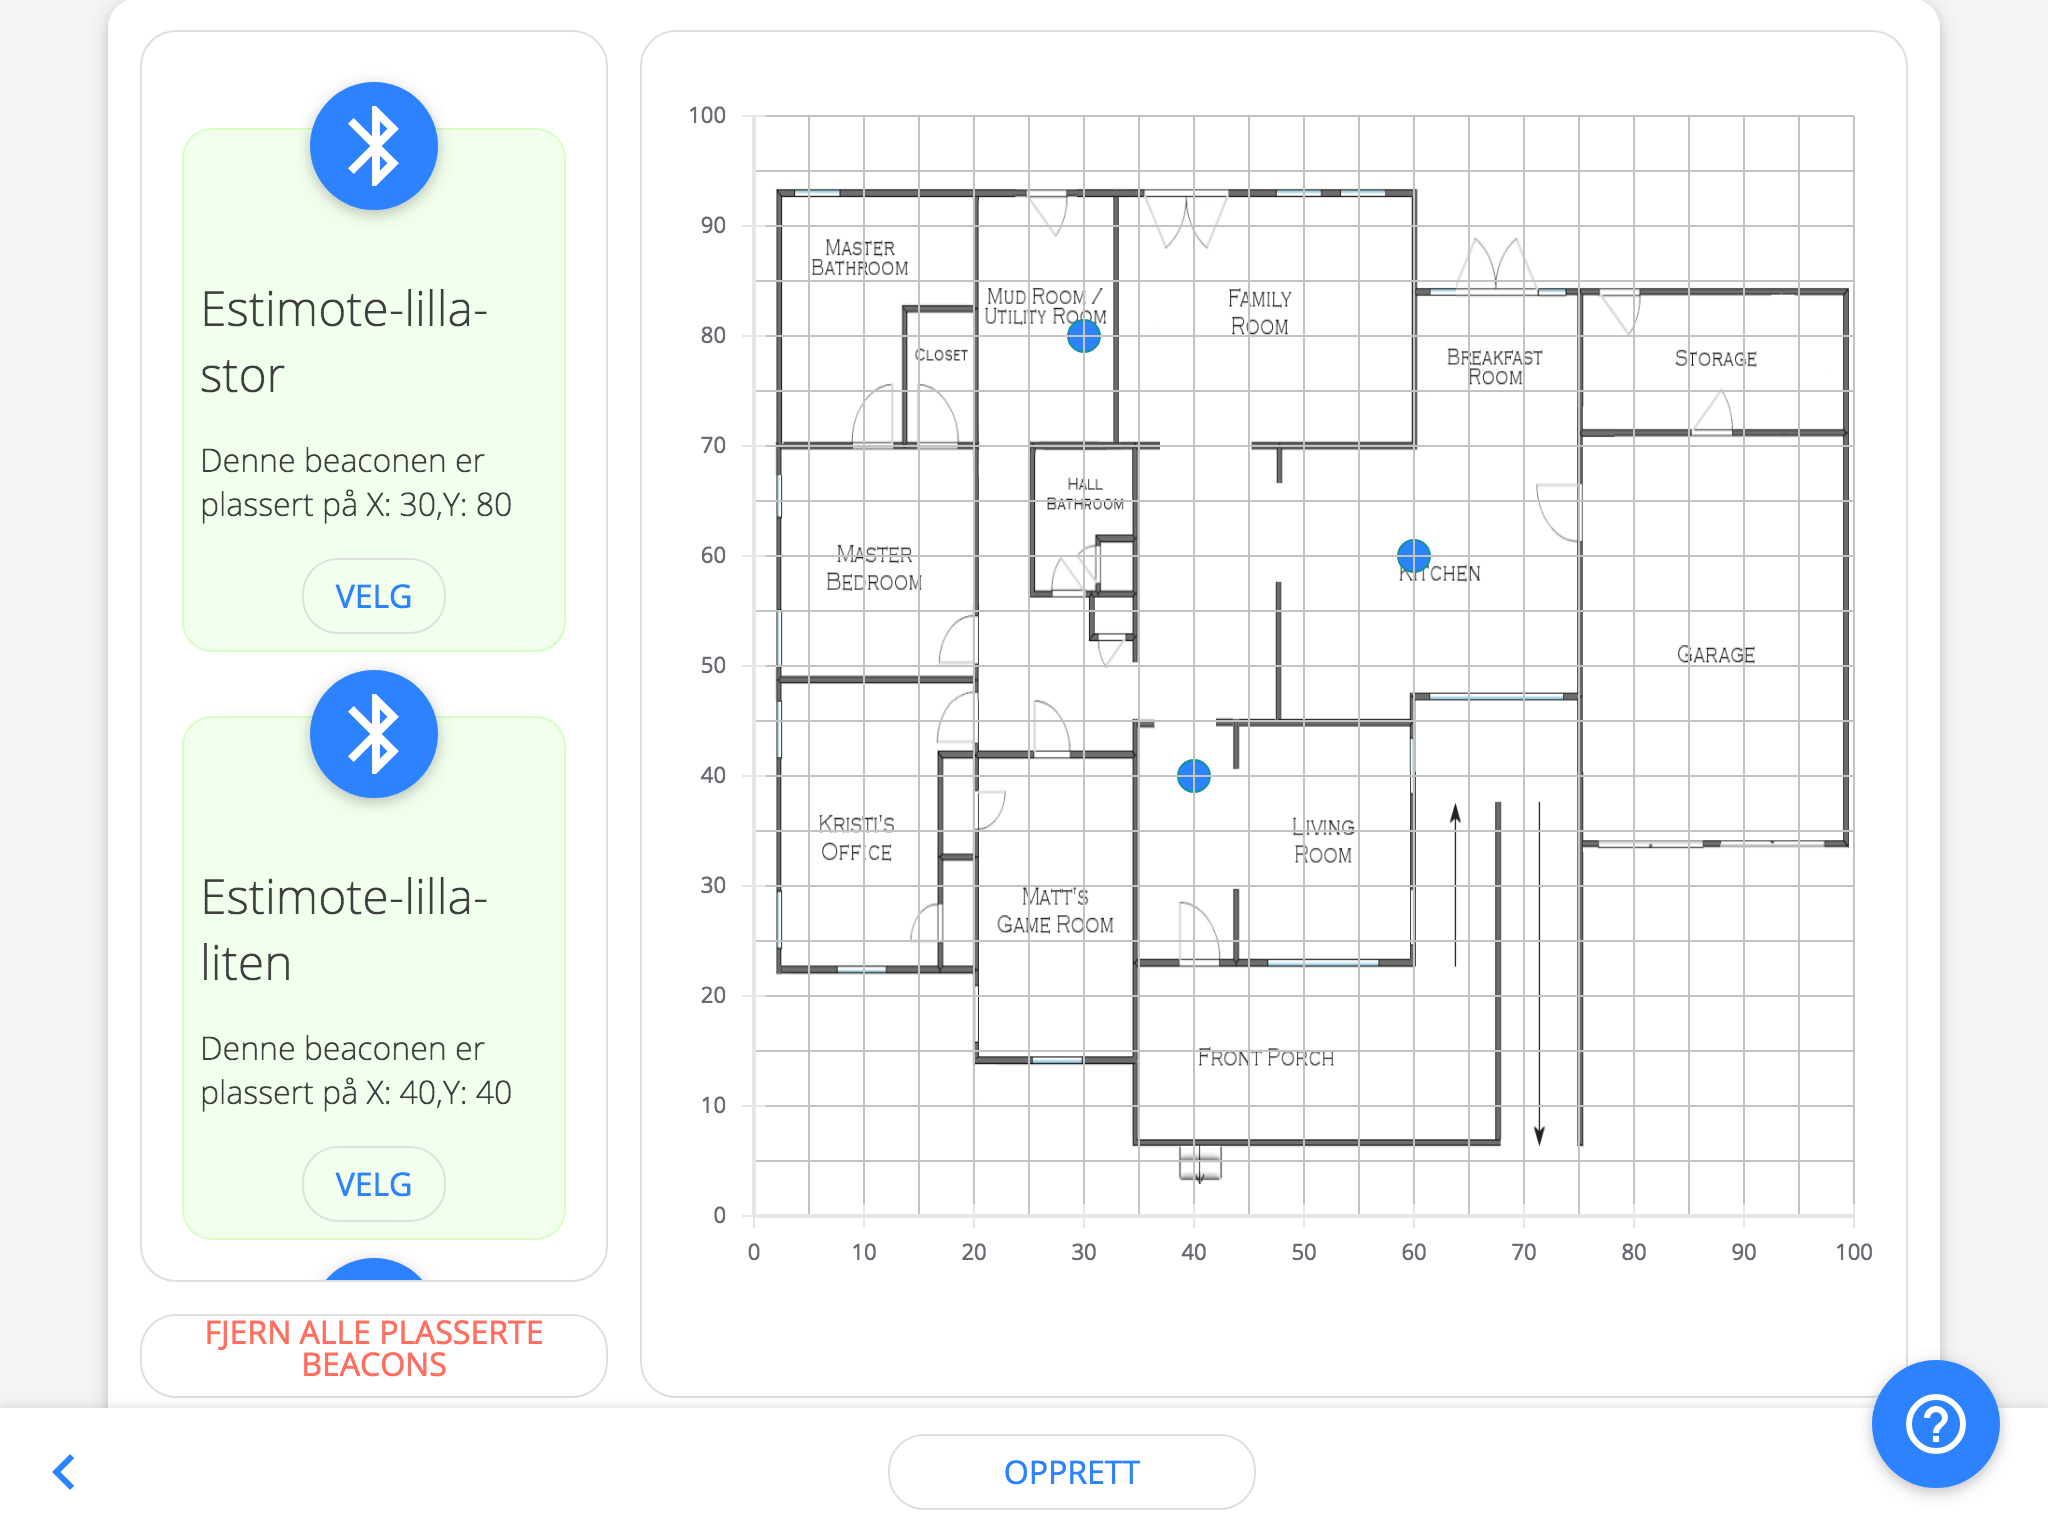 Estimote-lilla-
stor
Denne beaconen er
plassert på X: 30,Y: 80
VELG
Estimote-lilla-
liten
Denne beaconen er
plassert på X: 40,Y: 40
VELG
FJERN ALLE PLASSERTE
BEACONS
100
90
80
70
60
50
40
30
20
10
0
0 10 20 30 40 50 60 70 80 90 100
MASTER
BATHROOM
CLOSET
MUD ROOM /
UTILITY ROOM
FAMILY
ROOM
BREAKFAST
ROOM
STORAGE
HALL
BATHROOM
MASTER
BEDROOM
KITCHEN
GARAGE
KRISTI'S
OFFICE
MATT'S
GAME ROOM
LIVING
ROOM
FRONT PORCH
OPPRETT
?